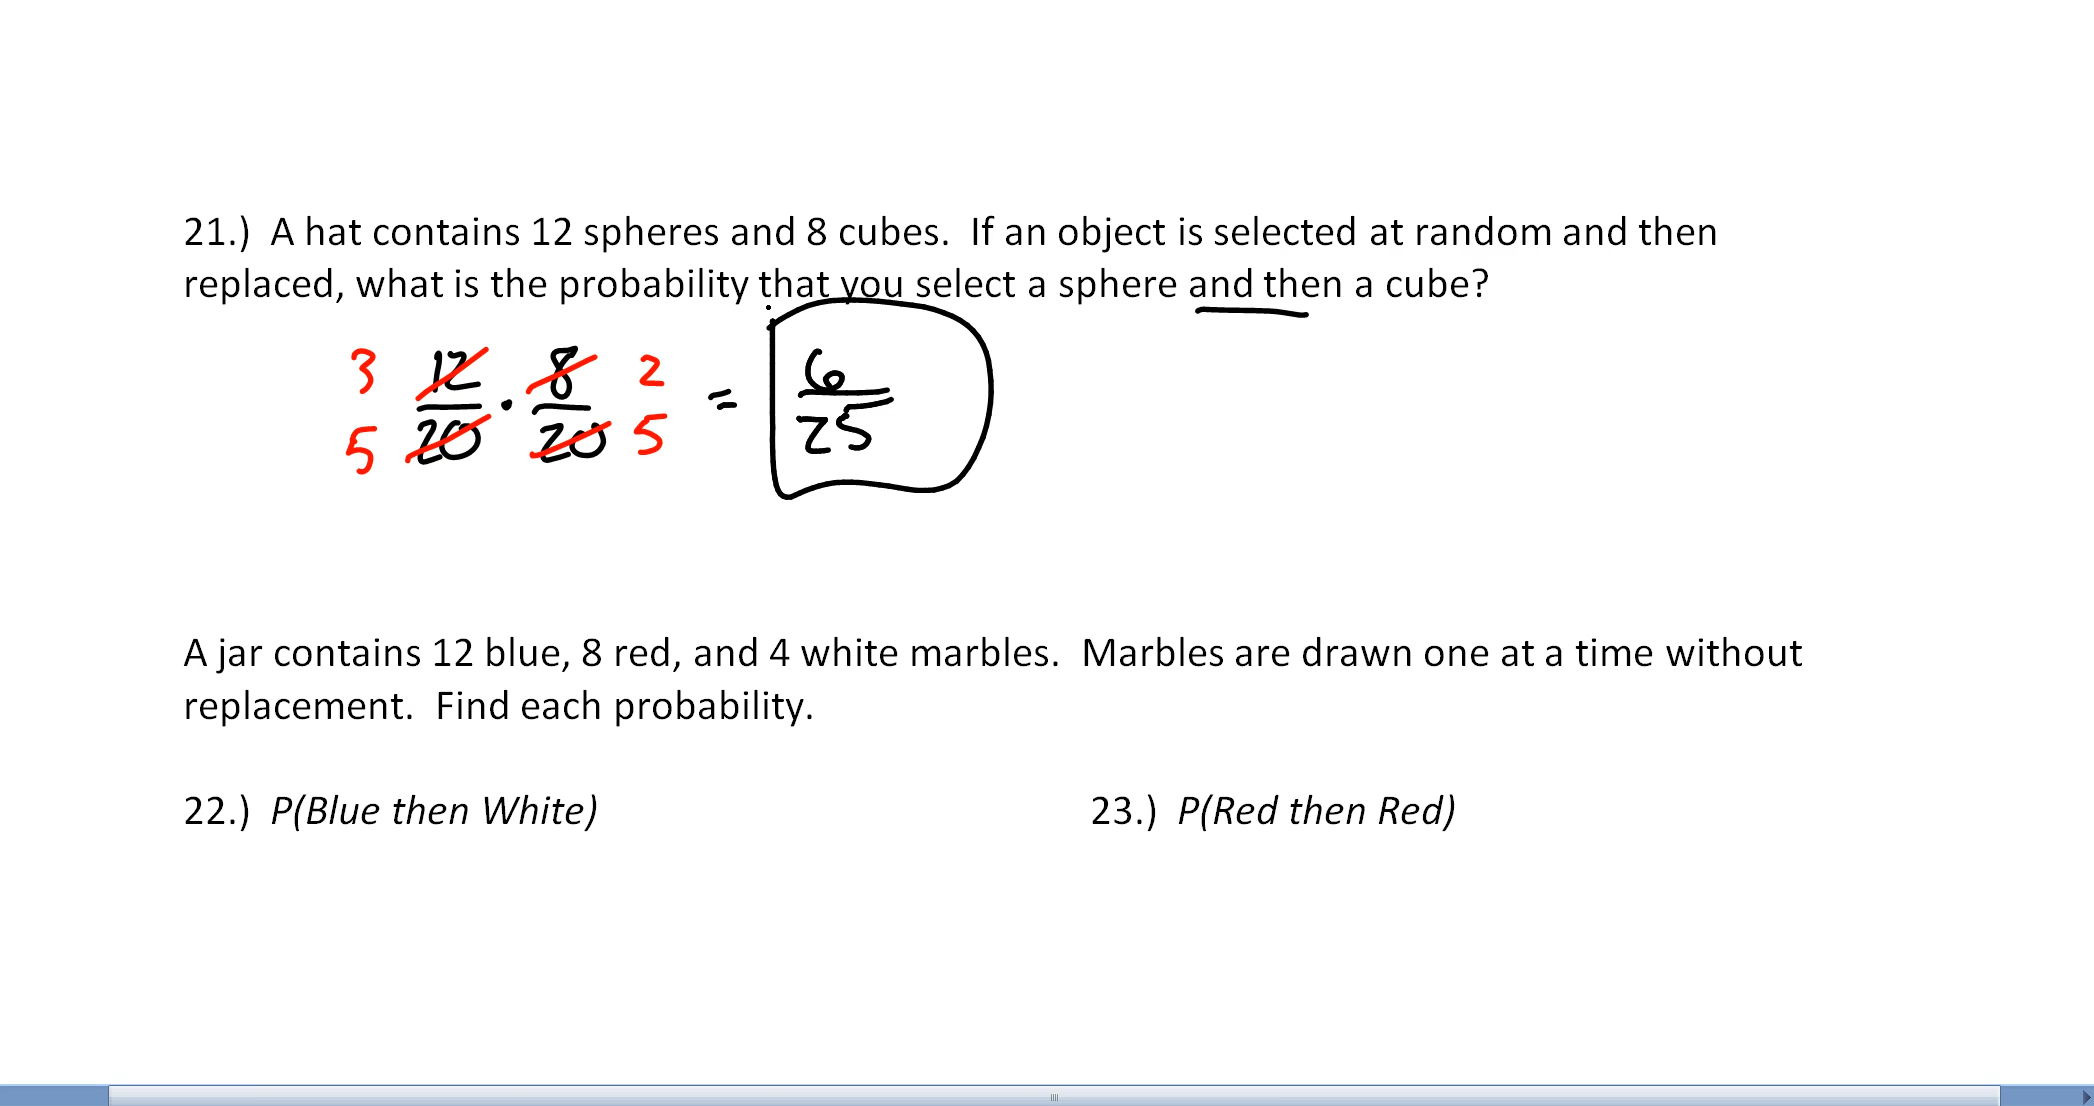 21.) A hat contains 12 spheres and 8 cubes. If an object is selected at random and then
replaced, what is the probability that you select a sphere and then a cube?
3 12/20 · 8/20 2 = 6/25
5 5
A jar contains 12 blue, 8 red, and 4 white marbles. Marbles are drawn one at a time without
replacement. Find each probability.
22.) P(Blue then White) 23.) P(Red then Red)